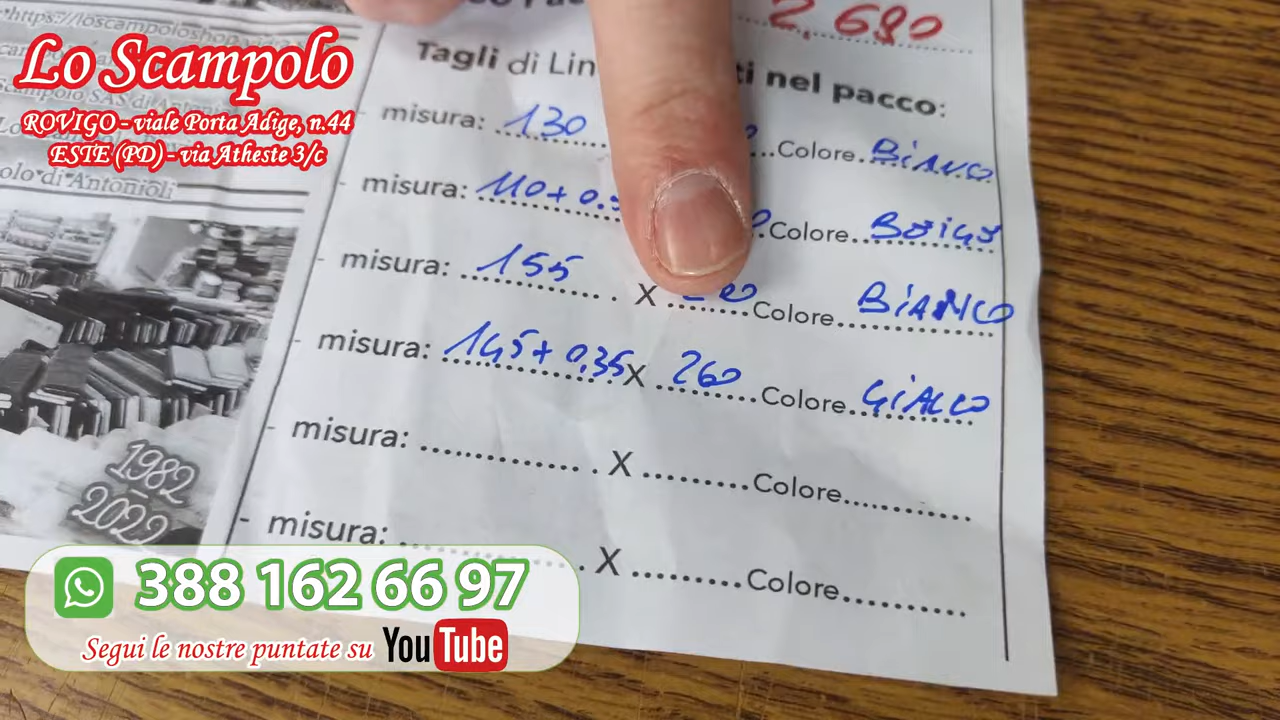 https://loscampoloshop
Lo Scampolo
ROVIGO - viale Porta Adige, n.44
ESTE (PD) - via Atheste 3/c
olo di Antonioli
1982
2022
2,680
Tagli di Lin ti nel pacco:
misura: 130 Colore BiANCO
- misura: 110+0.5 Colore
- misura: 155 X Colore BiANCO
- misura: 145+0,35 X 260 Colore GiALLO
- misura: X Colore
- misura: X Colore
388 162 66 97
Segui le nostre puntate su YouTube